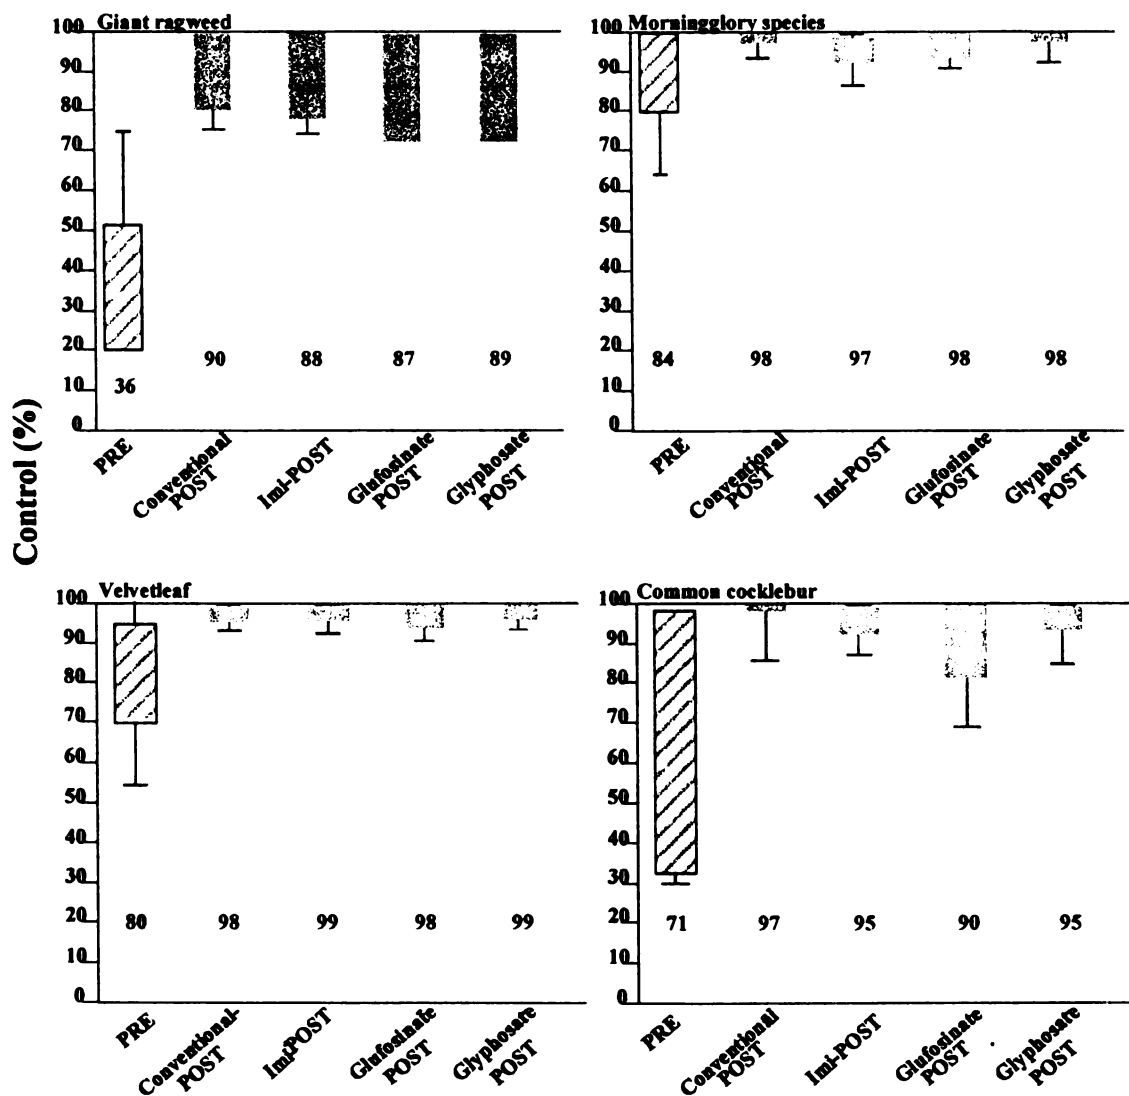 Control (%)
Giant ragweed
100
90
80
70
60
50
40
30
20
10
0
36
90
88
87
89
PRE
Conventional
POST
Imi-POST
Glufosinate
POST
Glyphosate
POST
Morningglory species
100
90
80
70
60
50
40
30
20
10
0
84
98
97
98
98
PRE
Conventional
POST
Imi-POST
Glufosinate
POST
Glyphosate
POST
Velvetleaf
100
90
80
70
60
50
40
30
20
10
0
80
98
99
98
99
PRE
Conventional-
POST
Imi-POST
Glufosinate
POST
Glyphosate
POST
Common cocklebur
100
90
80
70
60
50
40
30
20
10
0
71
97
95
90
95
PRE
Conventional
POST
Imi-POST
Glufosinate
POST
Glyphosate
POST